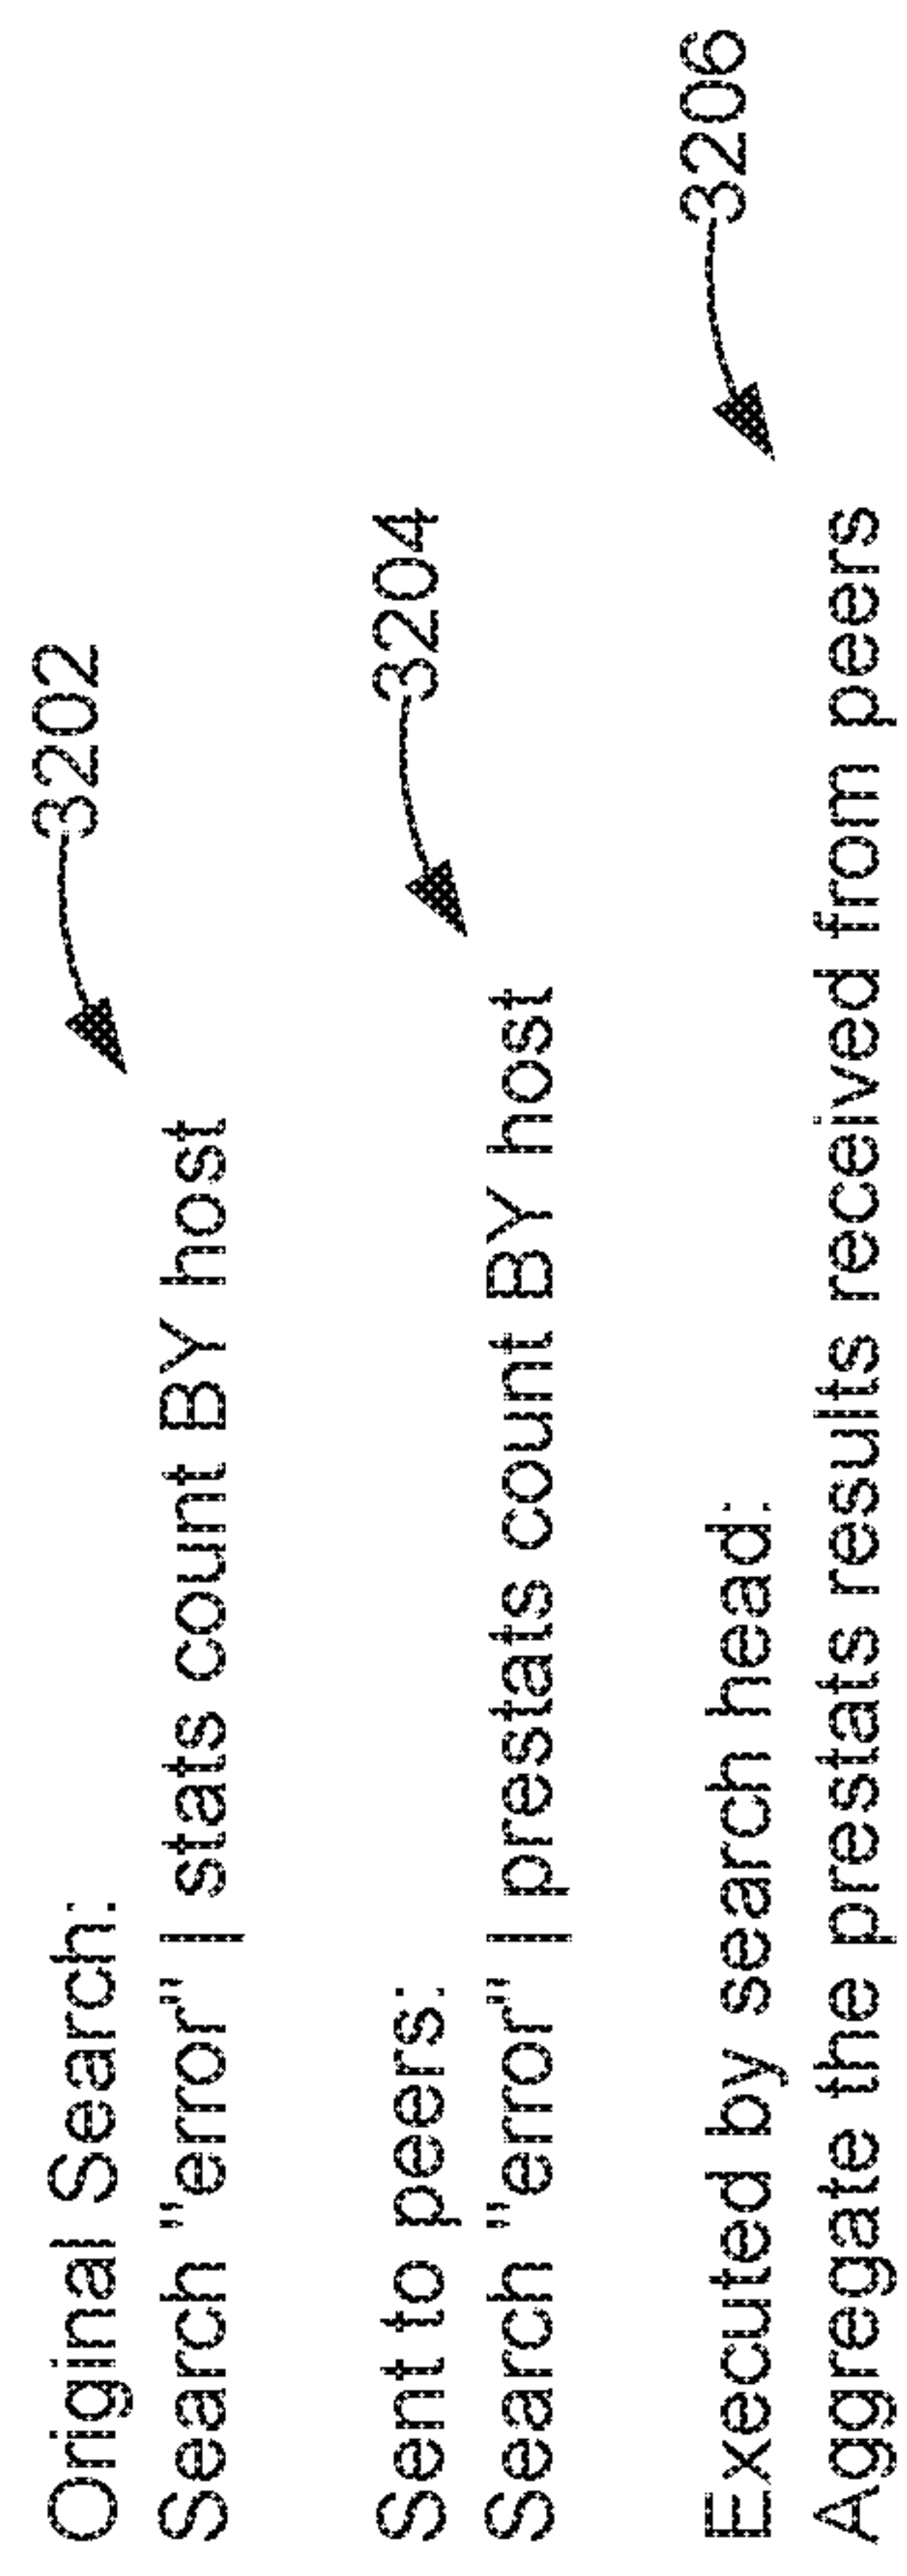 Original Search: 3202
Search "error" | stats count BY host
Sent to peers: 3204
Search "error" | prestats count BY host
Executed by search head: 3206
Aggregate the prestats results received from peers